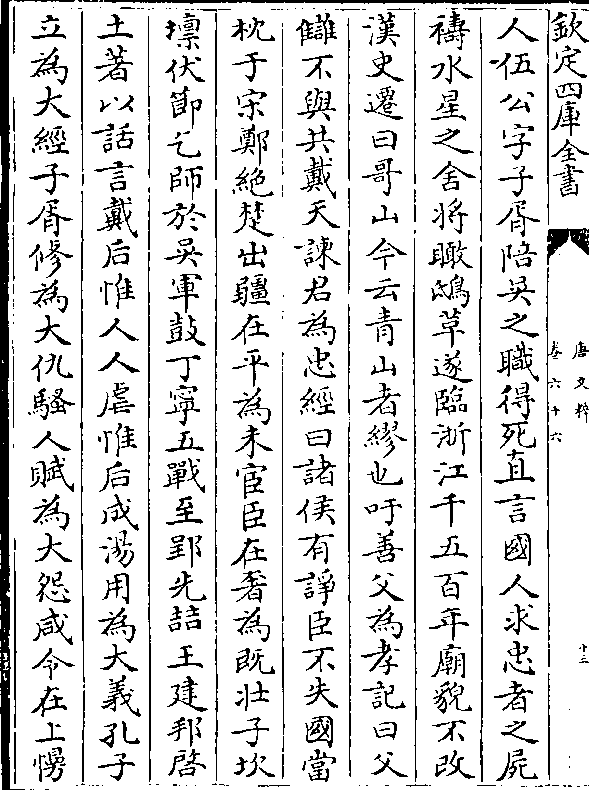 欽定四庫全書
唐文粹
卷六十六
十三
人伍公字子胥陪吳之職得死直言國人求忠者之屍
禱水星之舍將瞰鴟草遂臨浙江千五百年廟貌不改
漢史遷曰哥山今云青山者繆也吁善父為孝記曰父
讎不與共戴天諫君為忠經曰諸侯有諍臣不失國當
枕于宋鄭絶楚出疆在平為未宦臣在奢為既壯子坎
壈伏節乞師於吳軍鼓丁寧五戰至郢先喆王建邦啓
土著以話言戴后惟人人虐惟后成湯用為大義孔子
立為大經子胥修為大仇騷人賦為大怨咸令在上愕